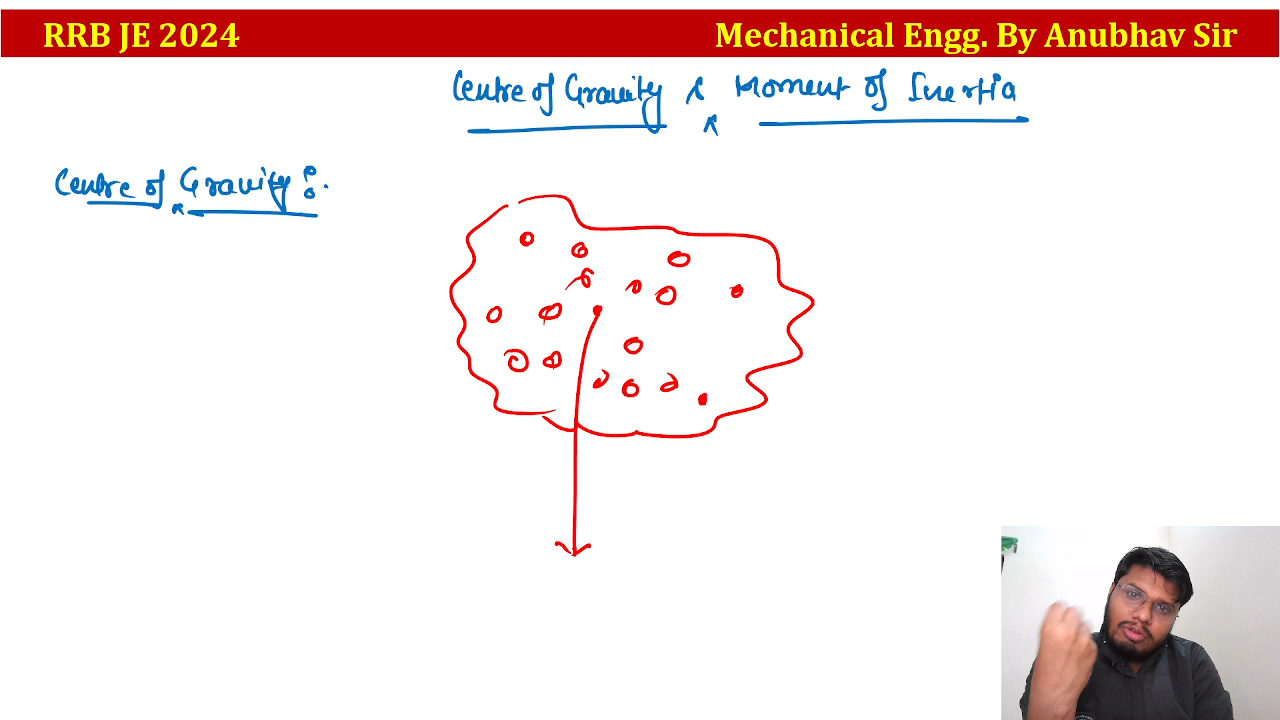 RRB JE 2024 Mechanical Engg. By Anubhav Sir
Centre of Gravity & Moment of Inertia
Centre of Gravity :